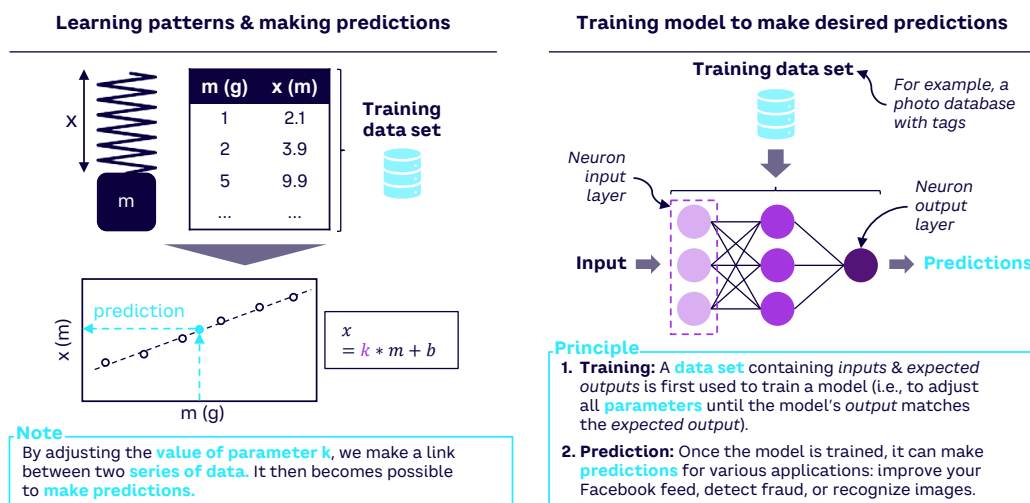 Learning patterns & making predictions
x
m
m (g) x (m)
1 2.1
2 3.9
5 9.9
... ...
Training
data set
prediction
x (m)
m (g)
x
= k * m + b
Note
By adjusting the value of parameter k, we make a link
between two series of data. It then becomes possible
to make predictions.
Training model to make desired predictions
Training data set
For example, a
photo database
with tags
Neuron
input
layer
Neuron
output
layer
Input
Predictions
Principle
1. Training: A data set containing inputs & expected
outputs is first used to train a model (i.e., to adjust
all parameters until the model's output matches
the expected output).
2. Prediction: Once the model is trained, it can make
predictions for various applications: improve your
Facebook feed, detect fraud, or recognize images.